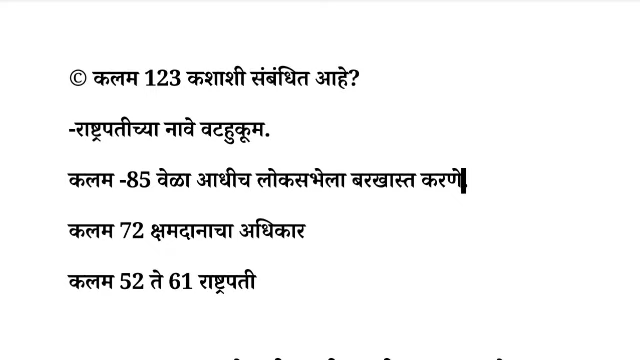 © कलम 123 कशाशी संबंधित आहे?
-राष्ट्रपतीच्या नावे वटहुकूम.
कलम -85 वेळा आधीच लोकसभेला बरखास्त करणे.
कलम 72 क्षमदानाचा अधिकार
कलम 52 ते 61 राष्ट्रपती